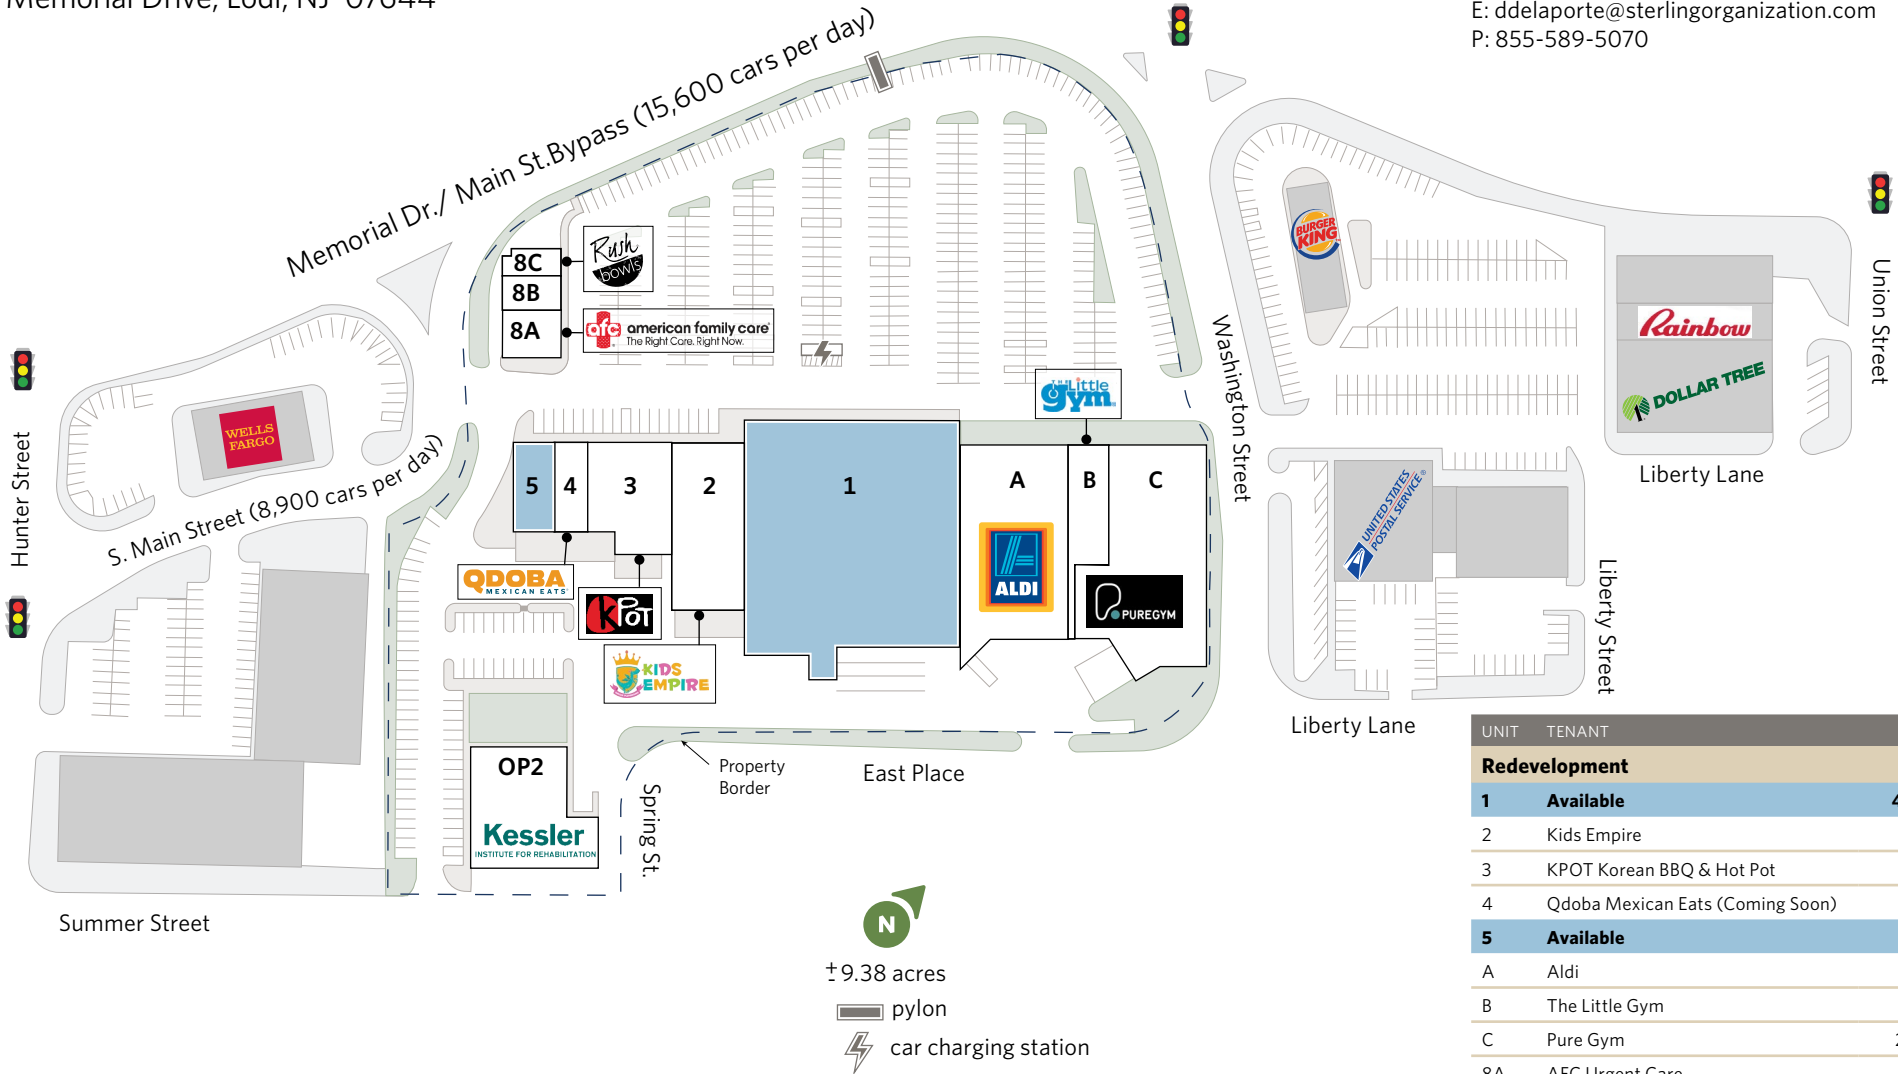 Memorial Drive, Lodi, NJ 07644
E: ddelaporte@sterlingorganization.com
P: 855-589-5070
Memorial Dr./ Main St.Bypass (15,600 cars per day)
8C
8B
8A
Rush
bowls
afc american family care
The Right Care. Right Now.
BURGER
KING
Rainbow
DOLLAR TREE
Union Street
Liberty Lane
Washington Street
Hunter Street
WELLS
FARGO
S. Main Street (8,900 cars per day)
THE Little
gym
5
4
3
2
1
A
B
C
QDOBA
MEXICAN EATS
KPOT
KIDS
EMPIRE
ALDI
PUREGYM
UNITED STATES
POSTAL SERVICE®
Liberty Street
Liberty Lane
OP2
Kessler
INSTITUTE FOR REHABILITATION
Property
Border
East Place
Spring St.
Summer Street
N
±9.38 acres
pylon
car charging station
UNIT TENANT
Redevelopment
1 Available 4
2 Kids Empire
3 KPOT Korean BBQ & Hot Pot
4 Qdoba Mexican Eats (Coming Soon)
5 Available
A Aldi
B The Little Gym
C Pure Gym 2
8A AFC Urgent Care